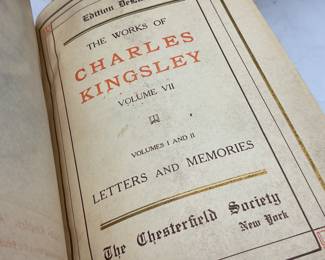 Edition
THE WORKS OF
CHARLES
KINGSLEY
VOLUME VII
VOLUMES I AND II
LETTERS AND MEMORIES
The Chesterfield Society
New York